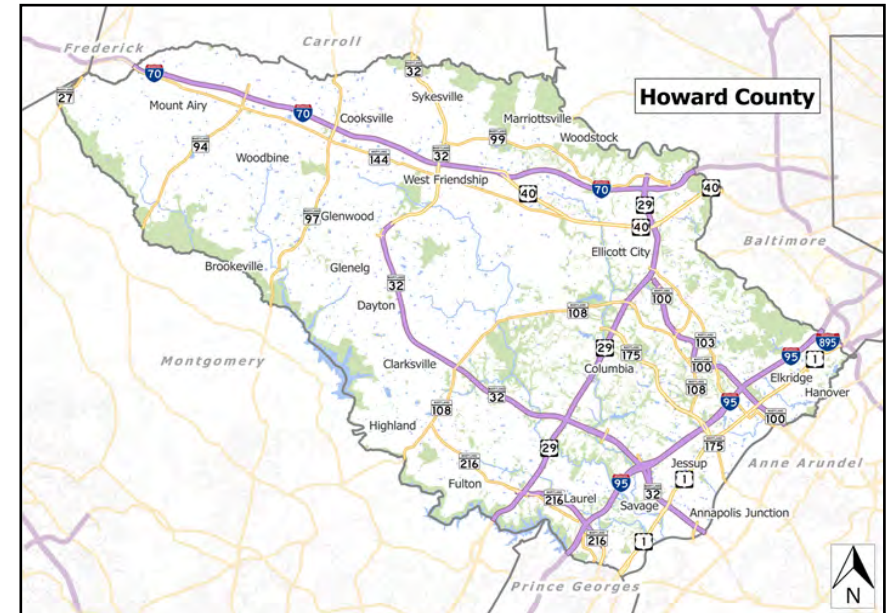 Frederick
Carroll
Howard County
70
27
Mount Airy
70
32
Sykesville
Cooksville
Marriottsville
Woodstock
99
94
Woodbine
144
32
West Friendship
40
70
40
29
40
97
Glenwood
Ellicott City
Baltimore
Brookeville
Glenelg
32
Dayton
108
100
Montgomery
29
175
103
95
895
1
Clarksville
Columbia
100
Elkridge
108
Hanover
32
95
108
100
Highland
29
175
216
Jessup
Anne Arundel
Fulton
95
1
216
Laurel
32
Savage
Annapolis Junction
216
1
Prince Georges
N